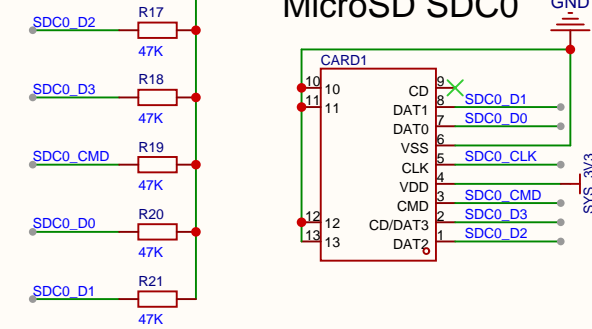 MicroSD SDC0
GND
R17
SDC0_D2
47K
R18
SDC0_D3
47K
R19
SDC0_CMD
47K
R20
SDC0_D0
47K
R21
SDC0_D1
47K
CARD1
10 10
11 11
12 12
13 13
CD 9
DAT1 8 SDC0_D1
DAT0 7 SDC0_D0
VSS 6
CLK 5 SDC0_CLK
VDD 4
CMD 3 SDC0_CMD
CD/DAT3 2 SDC0_D3
DAT2 1 SDC0_D2
SYS_3V3